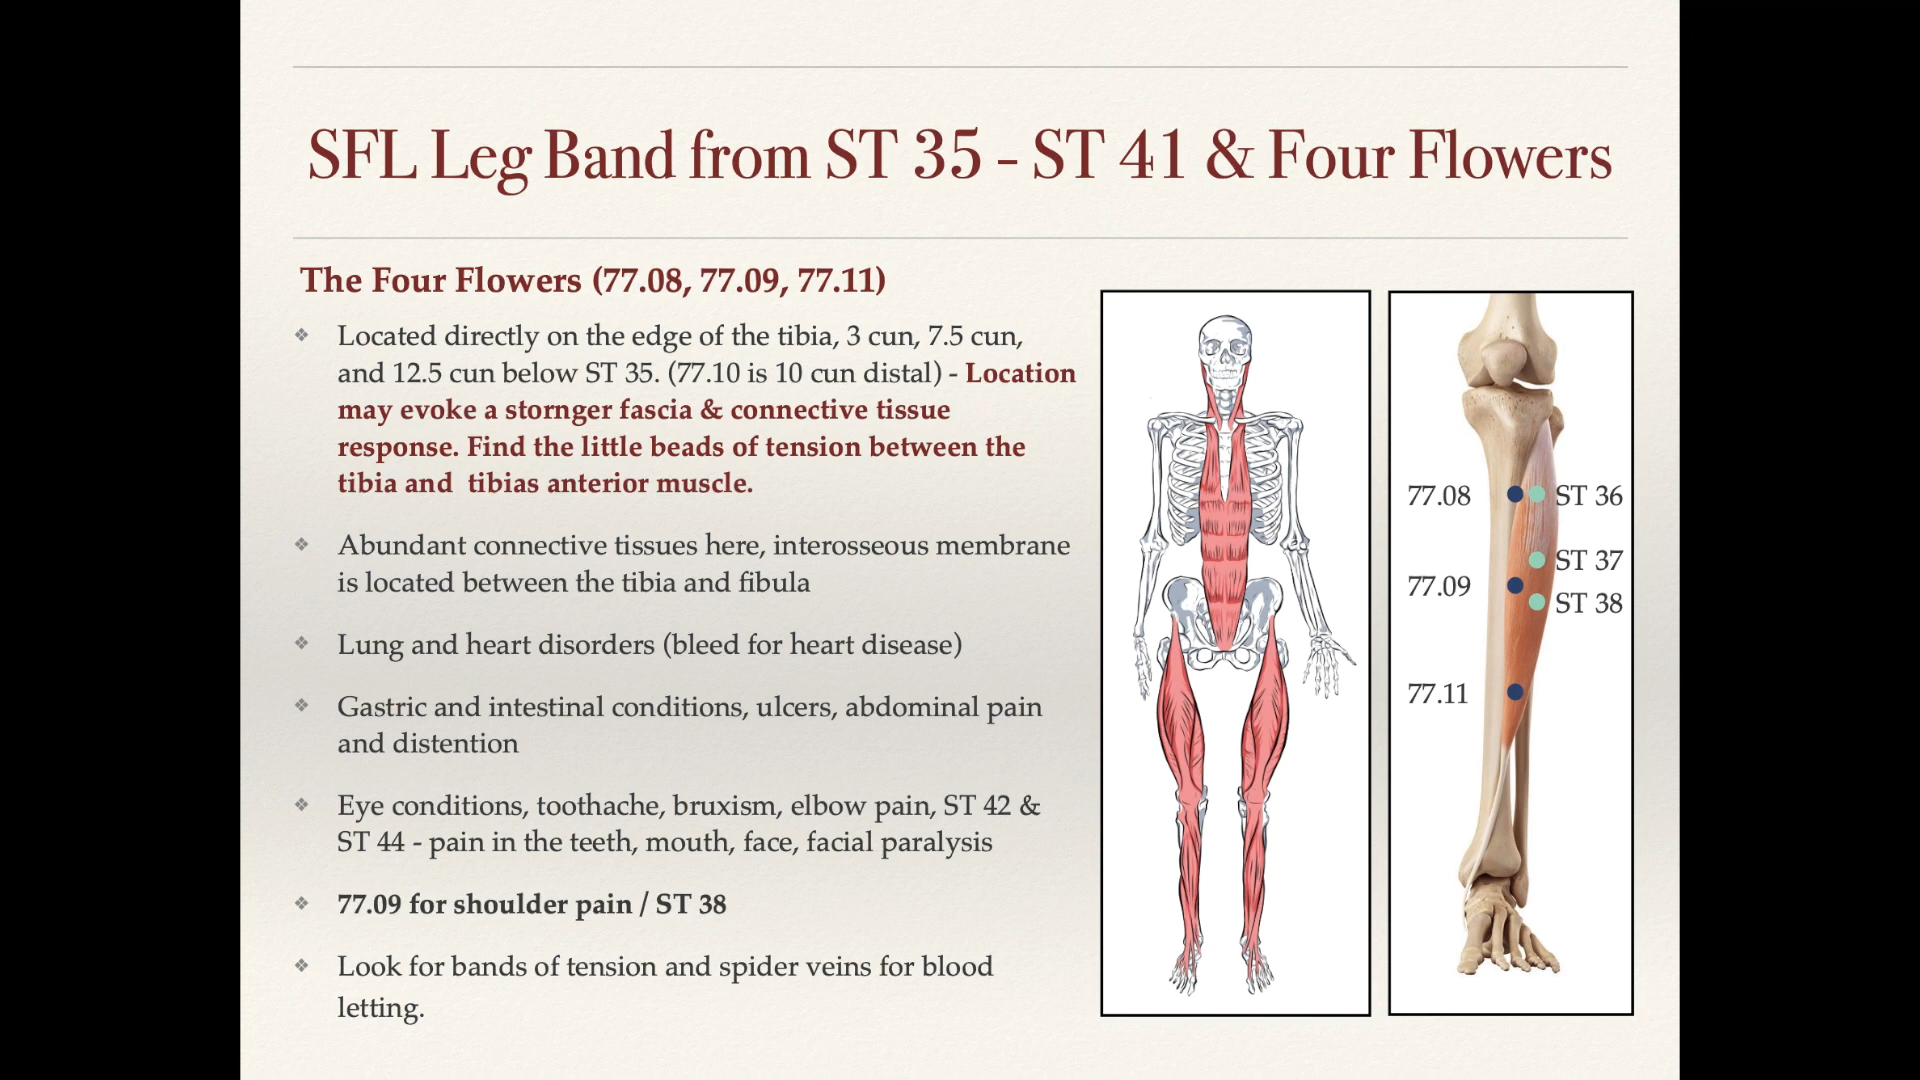 SFL Leg Band from ST 35 - ST 41 & Four Flowers
The Four Flowers (77.08, 77.09, 77.11)
❖ Located directly on the edge of the tibia, 3 cun, 7.5 cun,
and 12.5 cun below ST 35. (77.10 is 10 cun distal) - Location
may evoke a stornger fascia & connective tissue
response. Find the little beads of tension between the
tibia and tibias anterior muscle.
❖ Abundant connective tissues here, interosseous membrane
is located between the tibia and fibula
❖ Lung and heart disorders (bleed for heart disease)
❖ Gastric and intestinal conditions, ulcers, abdominal pain
and distention
❖ Eye conditions, toothache, bruxism, elbow pain, ST 42 &
ST 44 - pain in the teeth, mouth, face, facial paralysis
❖ 77.09 for shoulder pain / ST 38
❖ Look for bands of tension and spider veins for blood
letting.
77.08 ST 36
ST 37
77.09
ST 38
77.11